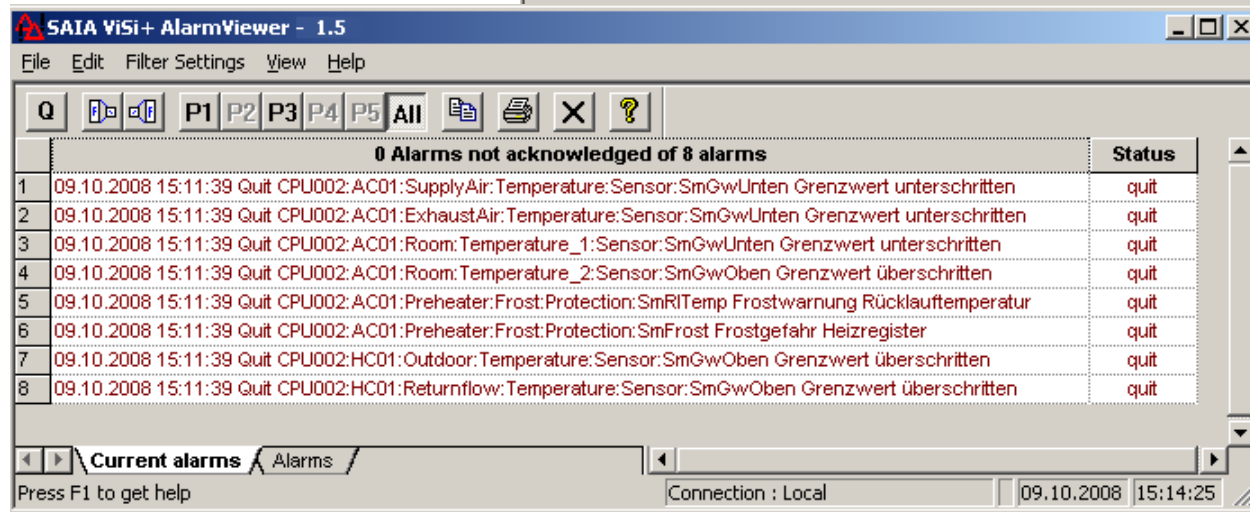 SAIA ViSi+ AlarmViewer - 1.5
File Edit Filter Settings View Help
Q P1 P2 P3 P4 P5 All ?
0 Alarms not acknowledged of 8 alarms Status
1 09.10.2008 15:11:39 Quit CPU002:AC01:SupplyAir:Temperature:Sensor:SmGwUnten Grenzwert unterschritten quit
2 09.10.2008 15:11:39 Quit CPU002:AC01:ExhaustAir:Temperature:Sensor:SmGwUnten Grenzwert unterschritten quit
3 09.10.2008 15:11:39 Quit CPU002:AC01:Room:Temperature_1:Sensor:SmGwUnten Grenzwert unterschritten quit
4 09.10.2008 15:11:39 Quit CPU002:AC01:Room:Temperature_2:Sensor:SmGwOben Grenzwert überschritten quit
5 09.10.2008 15:11:39 Quit CPU002:AC01:Preheater:Frost:Protection:SmRlTemp Frostwarnung Rücklauftemperatur quit
6 09.10.2008 15:11:39 Quit CPU002:AC01:Preheater:Frost:Protection:SmFrost Frostgefahr Heizregister quit
7 09.10.2008 15:11:39 Quit CPU002:HC01:Outdoor:Temperature:Sensor:SmGwOben Grenzwert überschritten quit
8 09.10.2008 15:11:39 Quit CPU002:HC01:Returnflow:Temperature:Sensor:SmGwOben Grenzwert überschritten quit
Current alarms Alarms
Press F1 to get help Connection : Local 09.10.2008 15:14:25